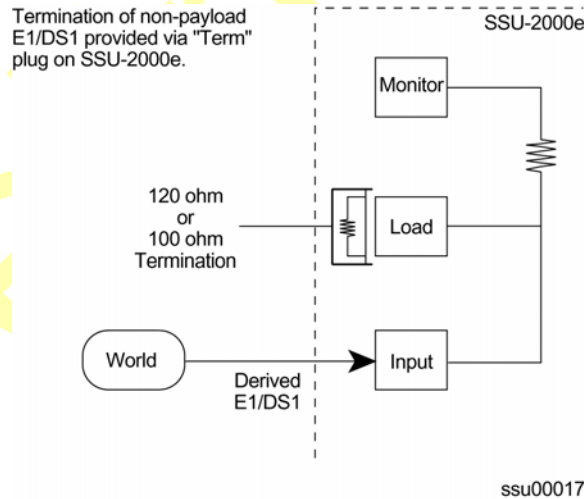 Termination of non-payload
E1/DS1 provided via "Term"
plug on SSU-2000e.
SSU-2000e
Monitor
120 ohm
or
100 ohm
Termination
Load
World
Input
Derived
E1/DS1
ssu00017